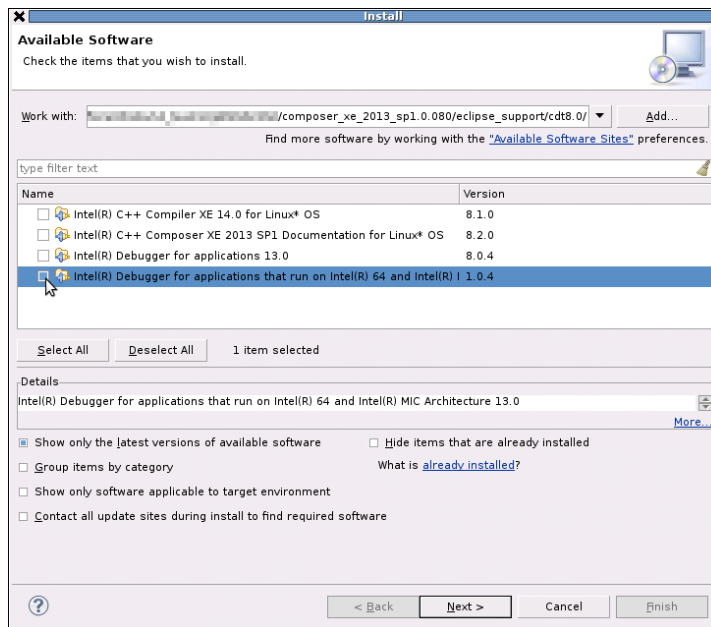 Install
Available Software
Check the items that you wish to install.
Work with: /composer_xe_2013_sp1.0.080/eclipse_support/cdt8.0/ Add...
Find more software by working with the "Available Software Sites" preferences.
type filter text
Name Version
Intel(R) C++ Compiler XE 14.0 for Linux* OS 8.1.0
Intel(R) C++ Composer XE 2013 SP1 Documentation for Linux* OS 8.2.0
Intel(R) Debugger for applications 13.0 8.0.4
Intel(R) Debugger for applications that run on Intel(R) 64 and Intel(R) I 1.0.4
Select All Deselect All 1 item selected
Details
Intel(R) Debugger for applications that run on Intel(R) 64 and Intel(R) MIC Architecture 13.0
More...
Show only the latest versions of available software Hide items that are already installed
Group items by category What is already installed?
Show only software applicable to target environment
Contact all update sites during install to find required software
? < Back Next > Cancel Finish